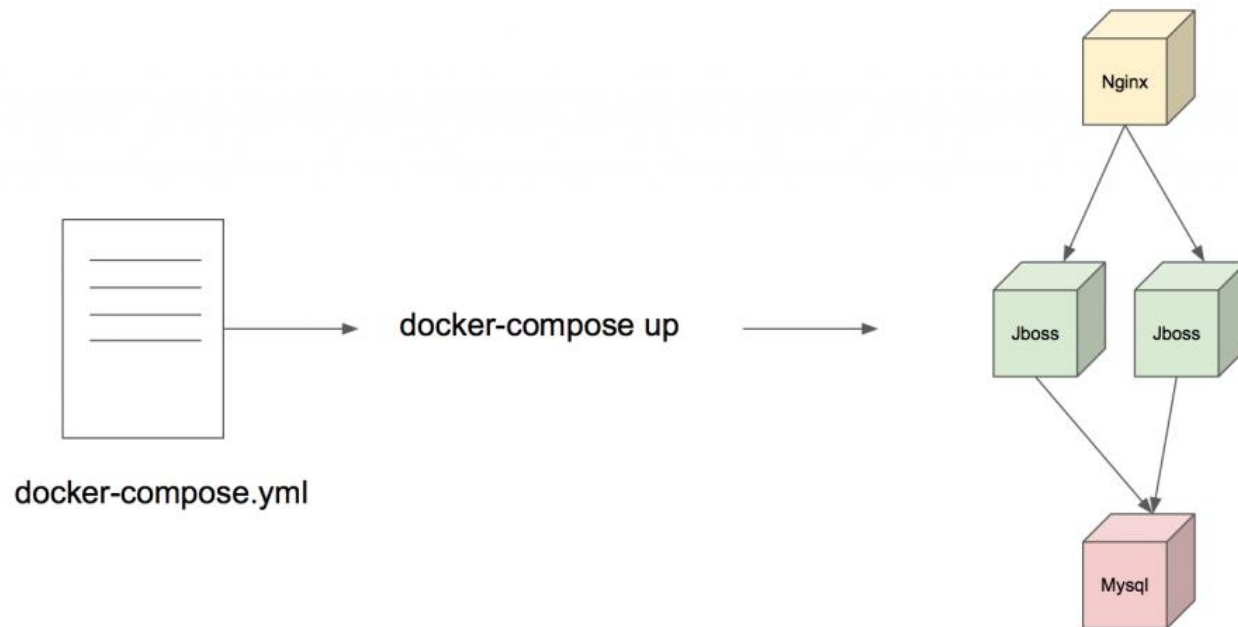 Nginx
docker-compose up
Jboss
Jboss
docker-compose.yml
Mysql